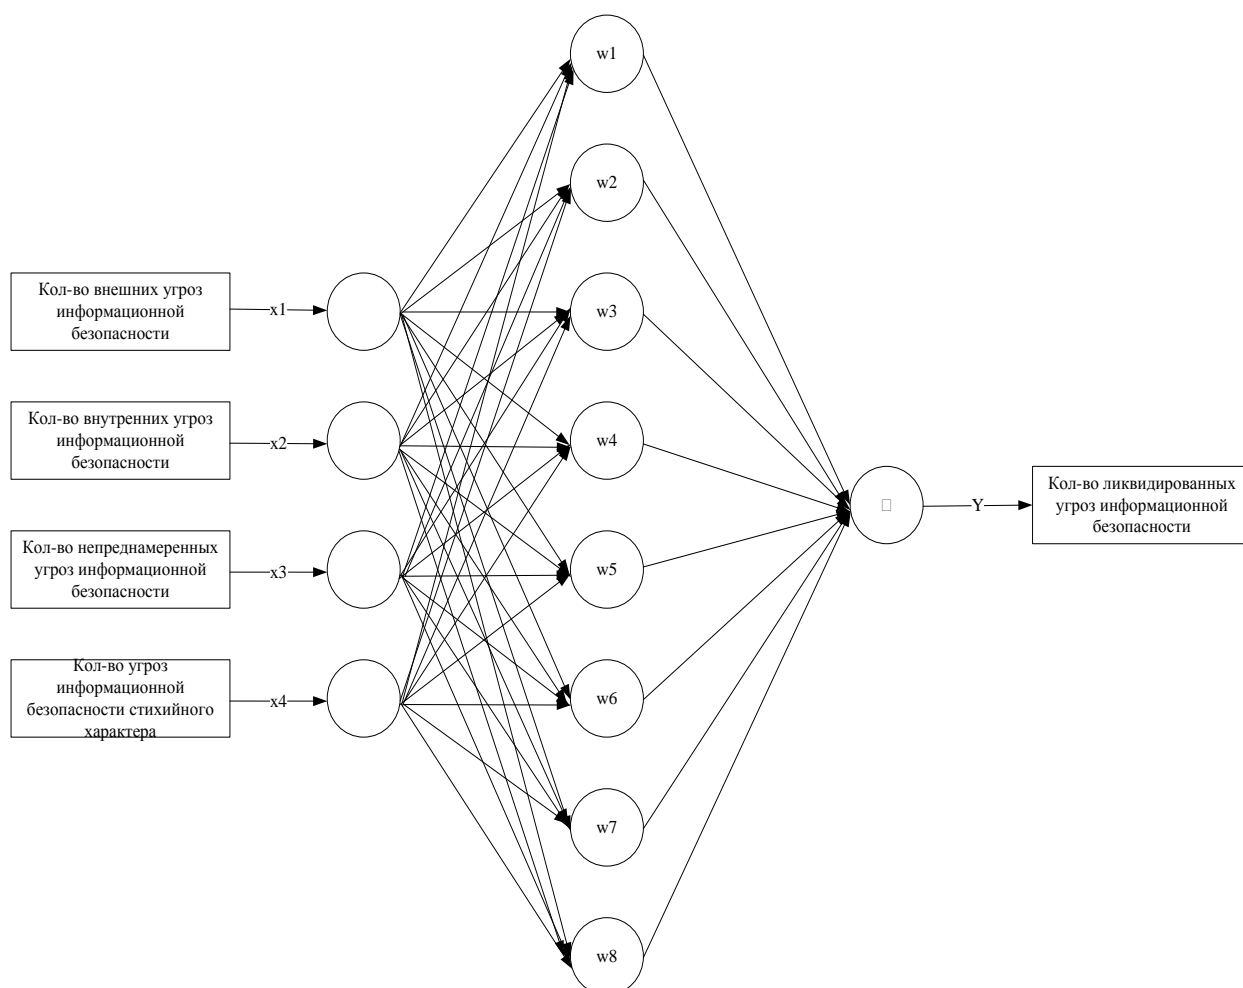 w1
w2
Кол-во внешних угроз
информационной
безопасности
x1
w3
Кол-во внутренних угроз
информационной
безопасности
x2
w4
Кол-во ликвидированных
угроз информационной
безопасности
Y
Кол-во непреднамеренных
угроз информационной
безопасности
x3
w5
Кол-во угроз
информационной
безопасности стихийного
характера
x4
w6
w7
w8